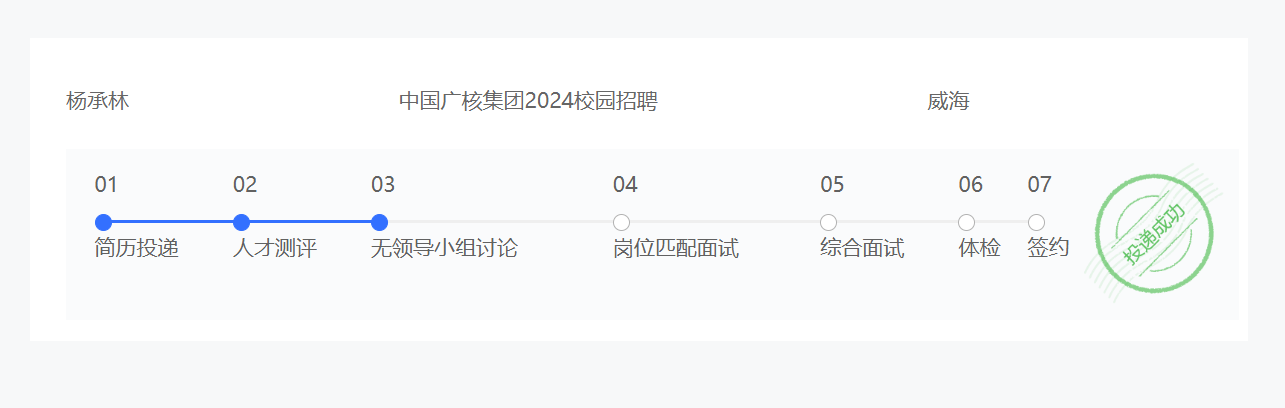 杨承林 中国广核集团2024校园招聘 威海
01 02 03 04 05 06 07
简历投递 人才测评 无领导小组讨论 岗位匹配面试 综合面试 体检 签约
投递成功